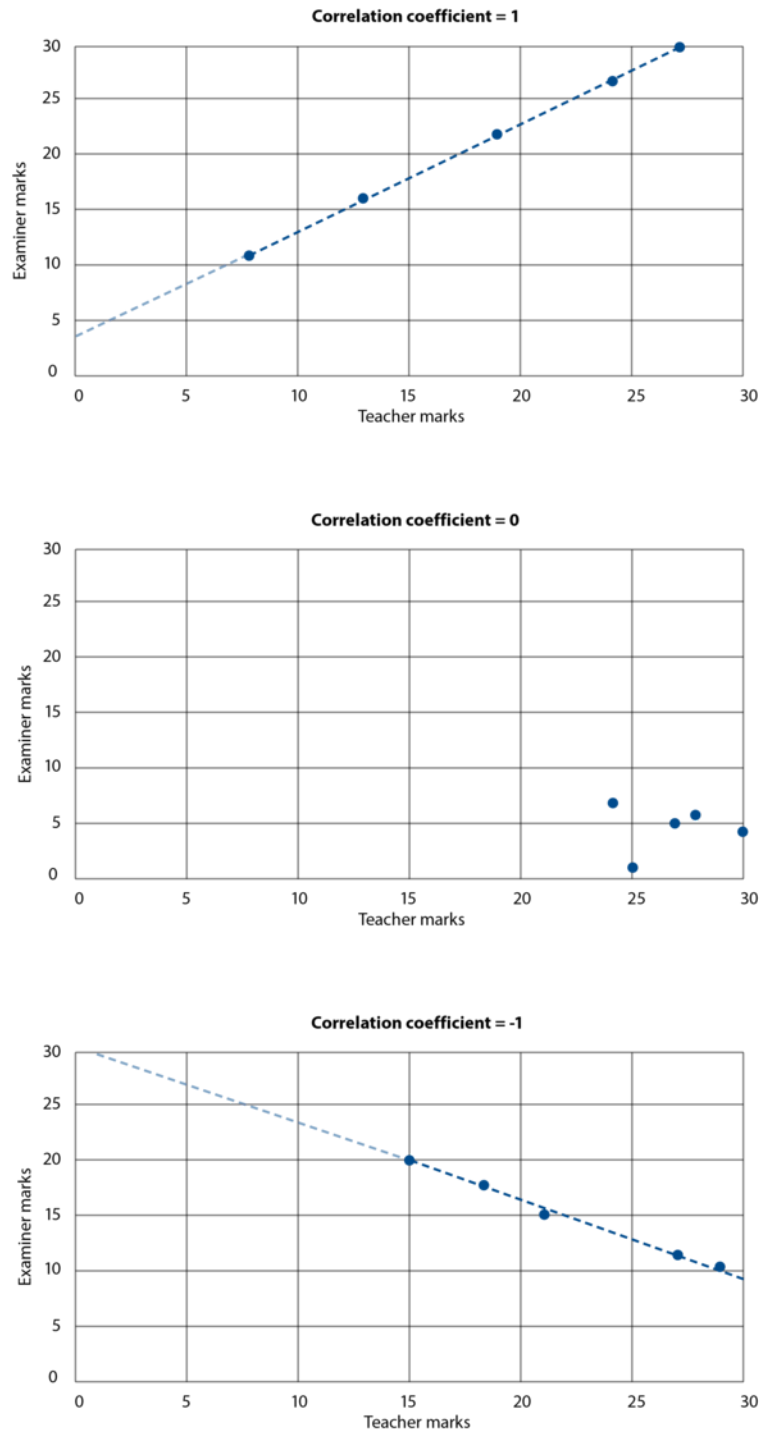 Correlation coefficient = 1
30
25
20
15
10
5
0
Examiner marks
0 5 10 15 20 25 30
Teacher marks
Correlation coefficient = 0
30
25
20
15
10
5
0
Examiner marks
0 5 10 15 20 25 30
Teacher marks
Correlation coefficient = -1
30
25
20
15
10
5
0
Examiner marks
0 5 10 15 20 25 30
Teacher marks